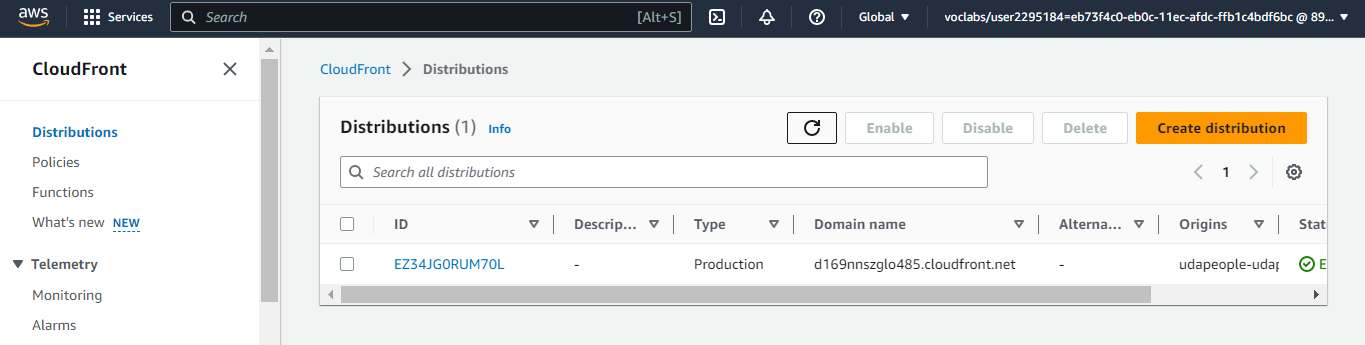 aws
Services
Search
[Alt+S]
Global
voclabs/user2295184=eb73f4c0-eb0c-11ec-afdc-ffb1c4bdf6bc @ 89...
CloudFront
Distributions
Policies
Functions
What's new NEW
Telemetry
Monitoring
Alarms
CloudFront > Distributions
Distributions (1) Info
Enable
Disable
Delete
Create distribution
Search all distributions
1
ID Descrip... Type Domain name Alterna... Origins Stat
EZ34JG0RUM70L - Production d169nnszglo485.cloudfront.net - udapeople-udap E